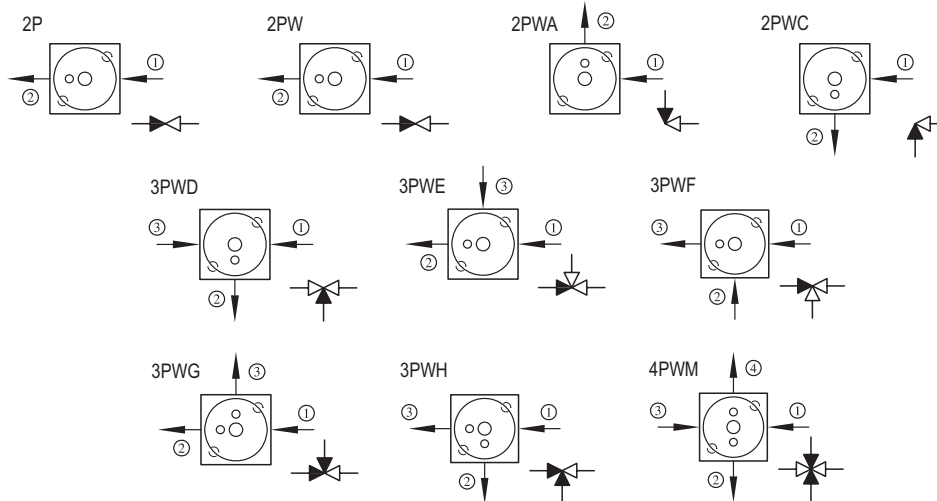 2P 2PW 2PWA 2PWC
②
① ① ① ①
② ② ②
3PWD 3PWE 3PWF
③
③ ① ① ③ ①
② ② ②
3PWG 3PWH 4PWM
③ ④
① ③ ① ③ ①
② ② ②